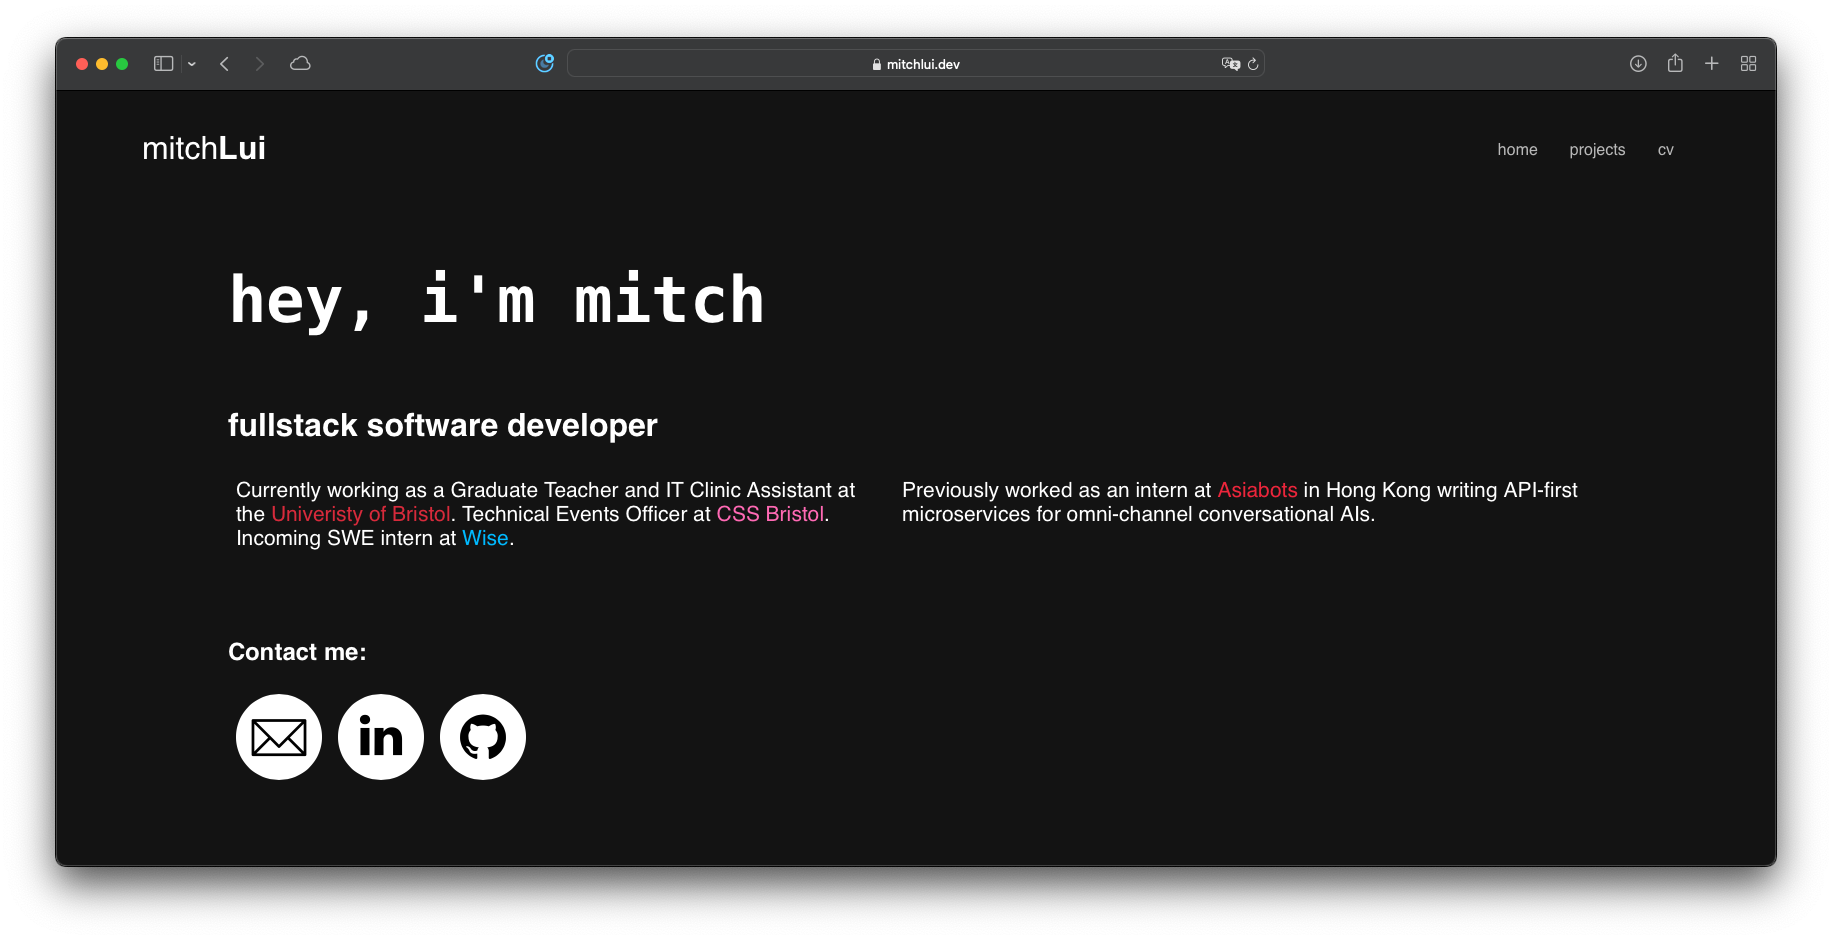 mitchlui.dev
mitchLui
home projects cv
hey, i'm mitch
fullstack software developer
Currently working as a Graduate Teacher and IT Clinic Assistant at
the Univeristy of Bristol. Technical Events Officer at CSS Bristol.
Incoming SWE intern at Wise.
Previously worked as an intern at Asiabots in Hong Kong writing API-first
microservices for omni-channel conversational AIs.
Contact me:
in